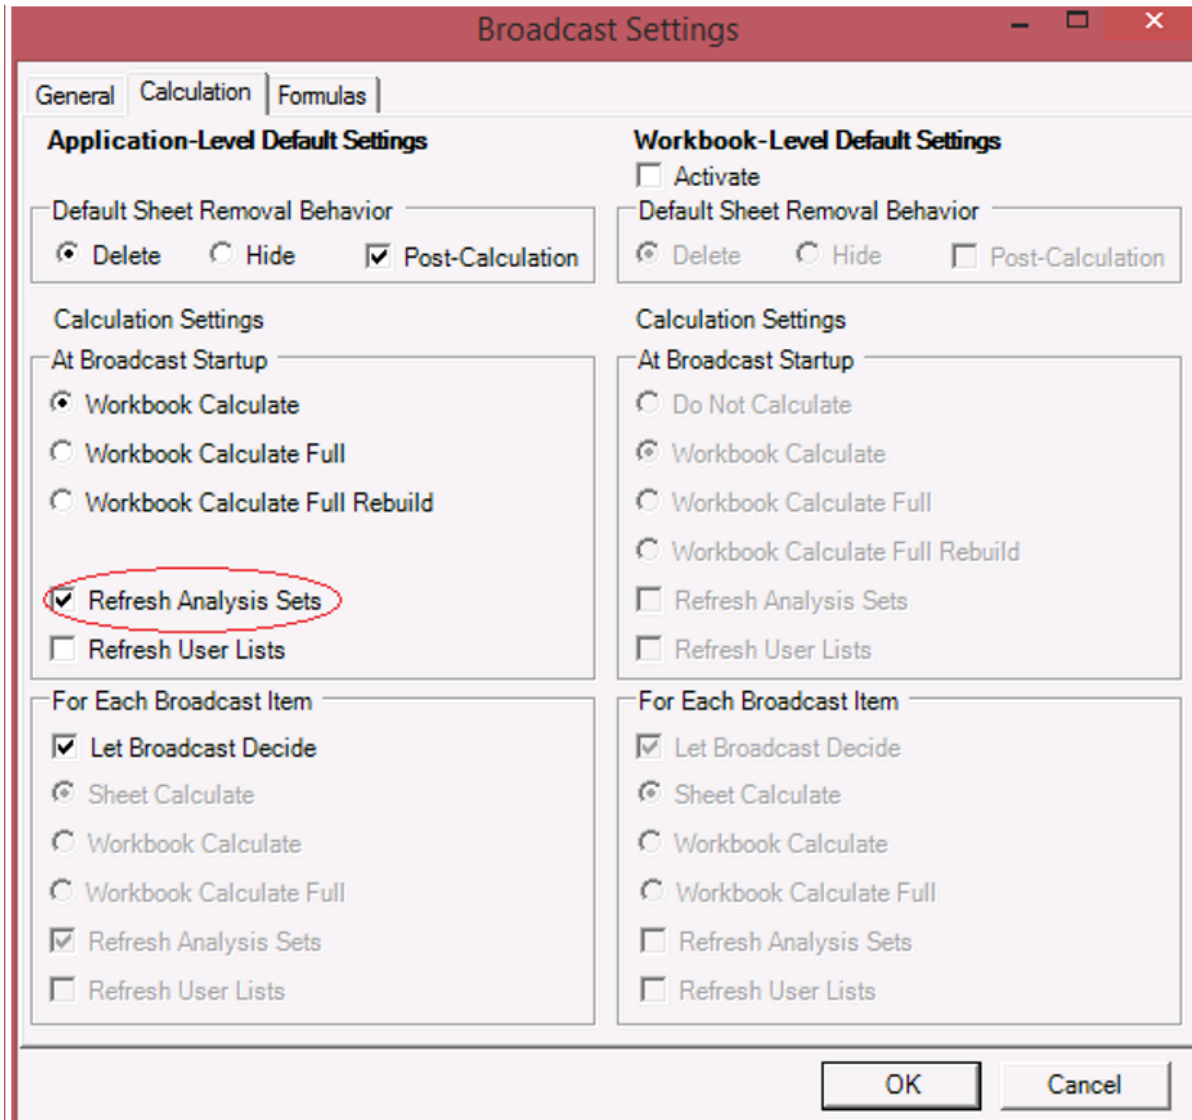 Broadcast Settings
General Calculation Formulas
Application-Level Default Settings
Default Sheet Removal Behavior
Delete Hide Post-Calculation
Calculation Settings
At Broadcast Startup
Workbook Calculate
Workbook Calculate Full
Workbook Calculate Full Rebuild
Refresh Analysis Sets
Refresh User Lists
For Each Broadcast Item
Let Broadcast Decide
Sheet Calculate
Workbook Calculate
Workbook Calculate Full
Refresh Analysis Sets
Refresh User Lists
Workbook-Level Default Settings
Activate
Default Sheet Removal Behavior
Delete Hide Post-Calculation
Calculation Settings
At Broadcast Startup
Do Not Calculate
Workbook Calculate
Workbook Calculate Full
Workbook Calculate Full Rebuild
Refresh Analysis Sets
Refresh User Lists
For Each Broadcast Item
Let Broadcast Decide
Sheet Calculate
Workbook Calculate
Workbook Calculate Full
Refresh Analysis Sets
Refresh User Lists
OK Cancel